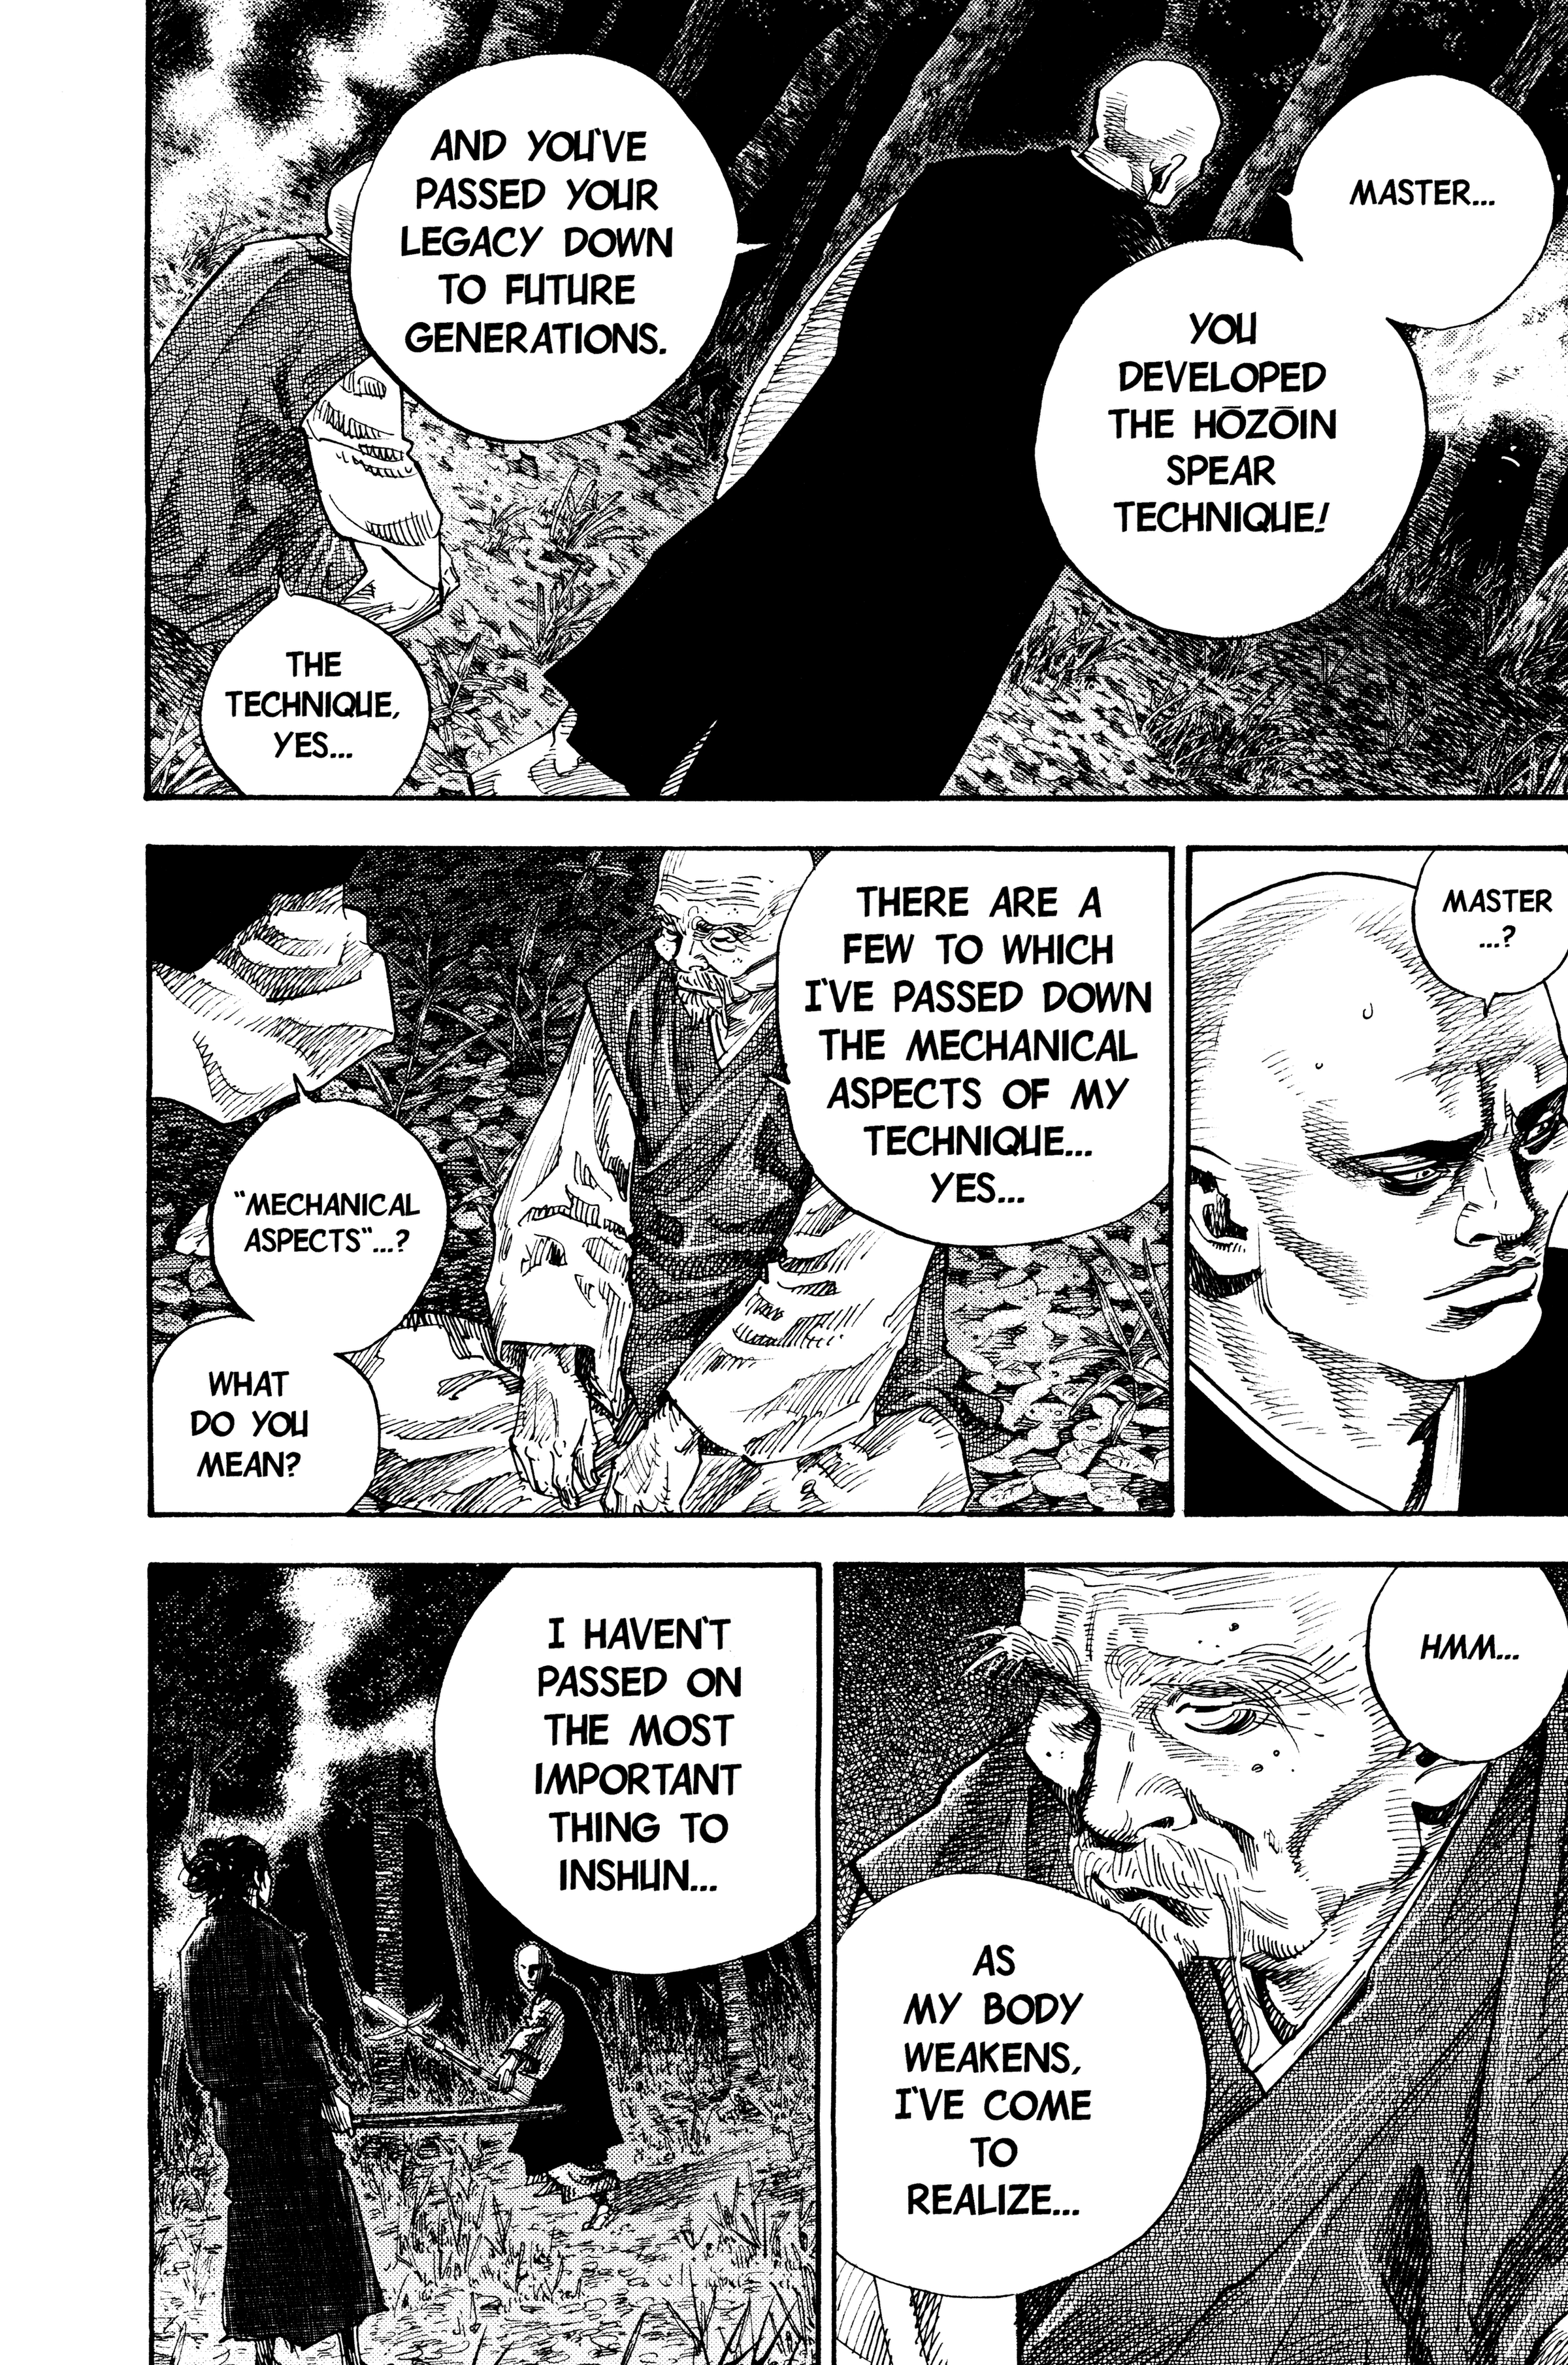 MASTER...
YOU
DEVELOPED
THE HŌZŌIN
SPEAR
TECHNIQUE!
AND YOU'VE
PASSED YOUR
LEGACY DOWN
TO FUTURE
GENERATIONS.
THE
TECHNIQUE,
YES...
MASTER
...?
THERE ARE A
FEW TO WHICH
I'VE PASSED DOWN
THE MECHANICAL
ASPECTS OF MY
TECHNIQUE...
YES...
"MECHANICAL
ASPECTS"...?
WHAT
DO YOU
MEAN?
HMM...
AS
MY BODY
WEAKENS,
I'VE COME
TO
REALIZE...
I HAVEN'T
PASSED ON
THE MOST
IMPORTANT
THING TO
INSHUN...